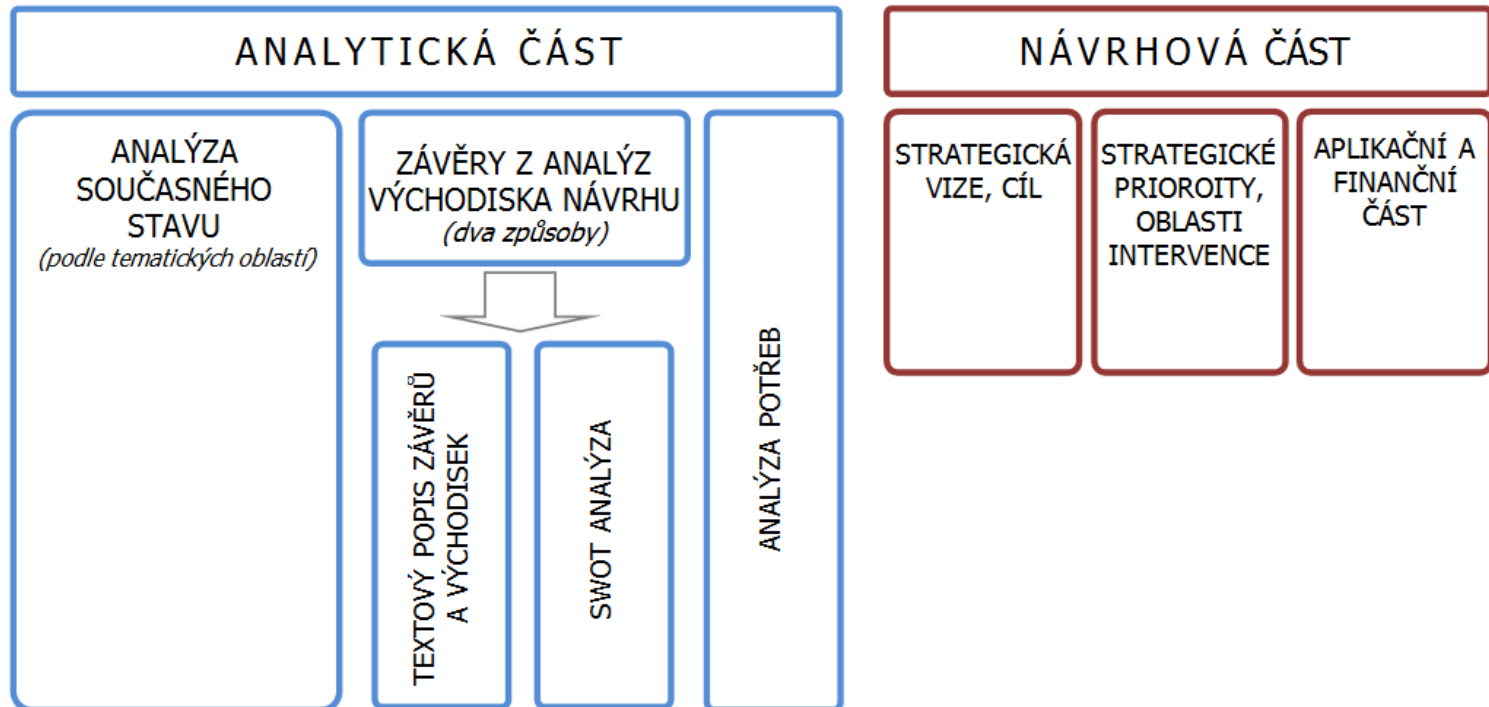 ANALYTICKÁ ČÁST
ANALÝZA
SOUČASNÉHO
STAVU
(podle tematických oblastí)
ZÁVĚRY Z ANALÝZ
VÝCHODISKA NÁVRHU
(dva způsoby)
TEXTOVÝ POPIS ZÁVĚRŮ
A VÝCHODISEK
SWOT ANALÝZA
ANALÝZA POTŘEB
NÁVRHOVÁ ČÁST
STRATEGICKÁ
VIZE, CÍL
STRATEGICKÉ
PRIOROITY,
OBLASTI
INTERVENCE
APLIKAČNÍ A
FINANČNÍ
ČÁST